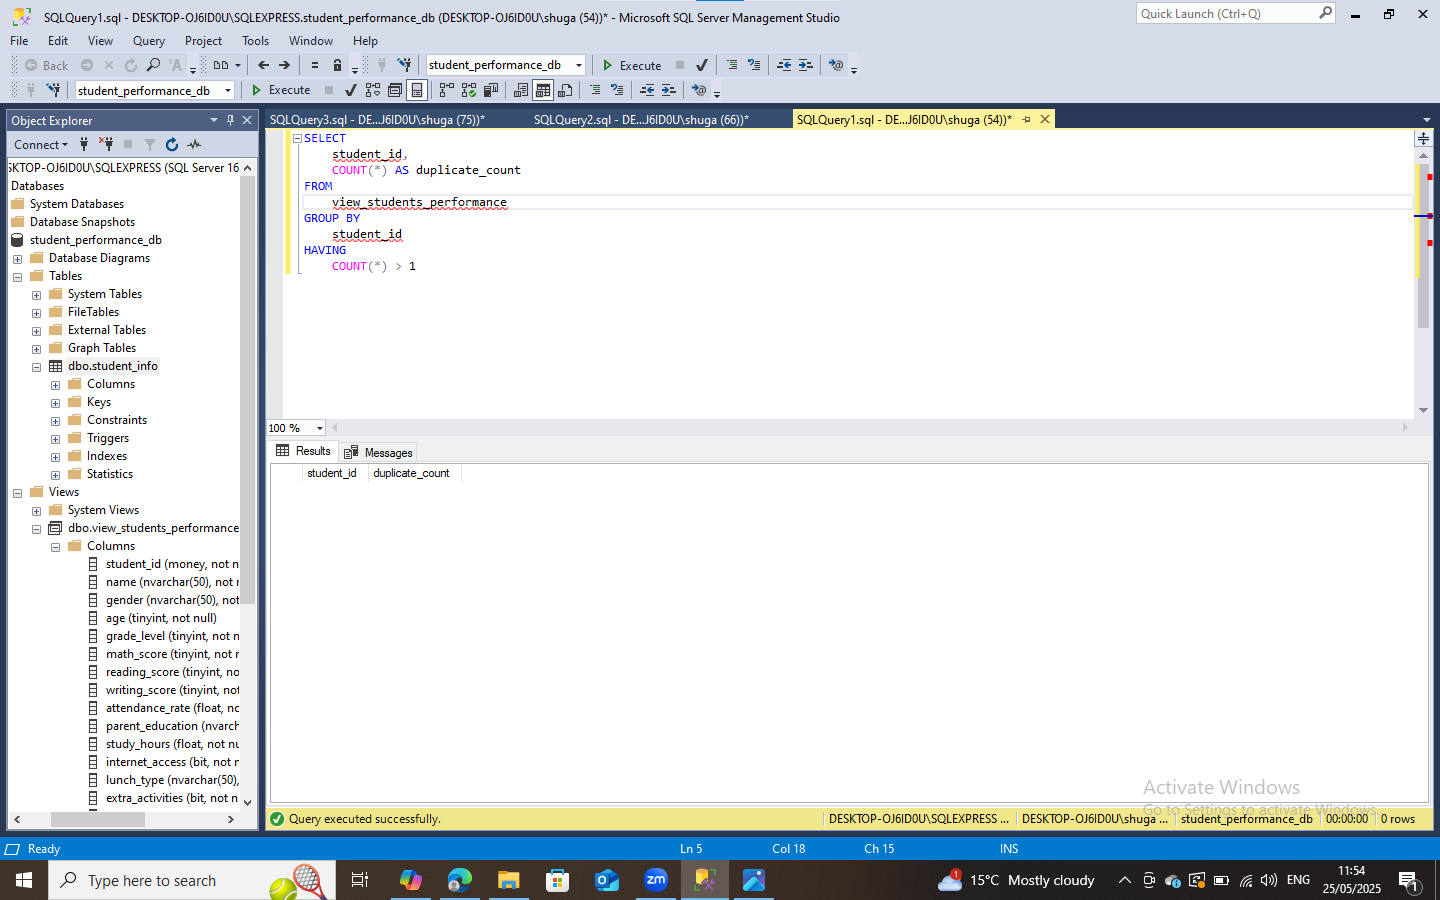 SQLQuery1.sql - DESKTOP-OJ6ID0U\SQLEXPRESS.student_performance_db (DESKTOP-OJ6ID0U\shuga (54))* - Microsoft SQL Server Management Studio
Quick Launch (Ctrl+Q)
File Edit View Query Project Tools Window Help
Back
student_performance_db
Execute
student_performance_db
Execute
Object Explorer
Connect
SKTOP-OJ6ID0U\SQLEXPRESS (SQL Server 16
Databases
System Databases
Database Snapshots
student_performance_db
Database Diagrams
Tables
System Tables
FileTables
External Tables
Graph Tables
dbo.student_info
Columns
Keys
Constraints
Triggers
Indexes
Statistics
Views
System Views
dbo.view_students_performance
Columns
student_id (money, not n
name (nvarchar(50), not r
gender (nvarchar(50), not
age (tinyint, not null)
grade_level (tinyint, not n
math_score (tinyint, not r
reading_score (tinyint, no
writing_score (tinyint, not
attendance_rate (float, nc
parent_education (nvarch
study_hours (float, not nu
internet_access (bit, not r
lunch_type (nvarchar(50),
extra_activities (bit, not n
SQLQuery3.sql - DE...J6ID0U\shuga (75))*
SQLQuery2.sql - DE...J6ID0U\shuga (66))*
SQLQuery1.sql - DE...J6ID0U\shuga (54))*
SELECT
student_id,
COUNT(*) AS duplicate_count
FROM
view_students_performance
GROUP BY
student_id
HAVING
COUNT(*) > 1
100 %
Results Messages
student_id duplicate_count
Activate Windows
Go to Settings to activate Windows.
Query executed successfully.
DESKTOP-OJ6ID0U\SQLEXPRESS ... DESKTOP-OJ6ID0U\shuga ... student_performance_db 00:00:00 0 rows
Ready
Ln 5 Col 18 Ch 15 INS
Type here to search
zm
1
15°C Mostly cloudy
ENG
11:54
25/05/2025
1